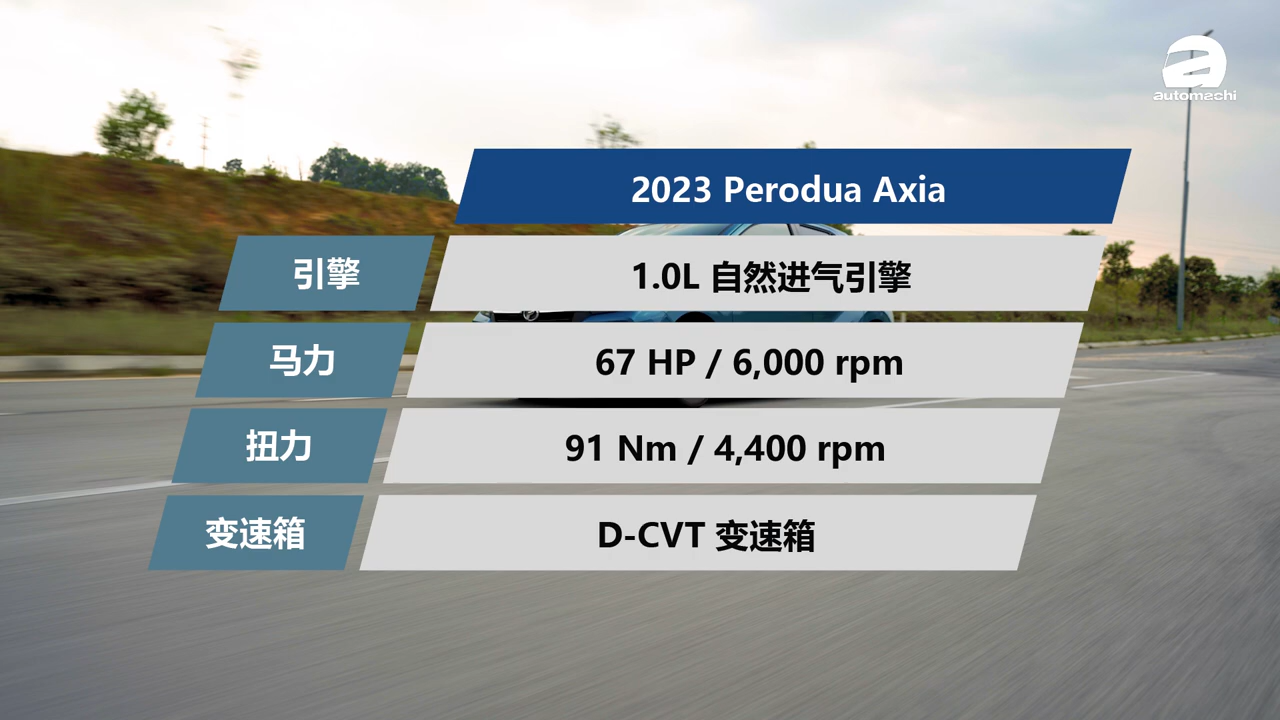 automachi
2023 Perodua Axia
引擎
1.0L 自然进气引擎
马力
67 HP / 6,000 rpm
扭力
91 Nm / 4,400 rpm
变速箱
D-CVT 变速箱